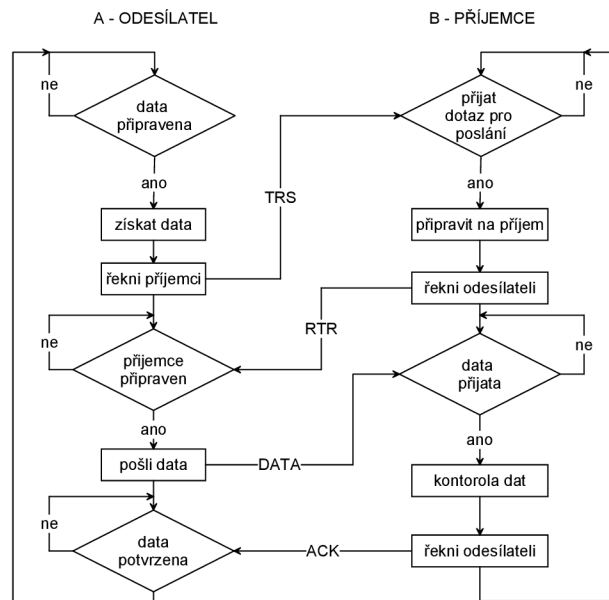 A - ODESÍLATEL
B - PŘÍJEMCE
ne
data
připravena
ano
získat data
řekni příjemci
TRS
ne
přijat
dotaz pro
poslání
ano
připravit na příjem
řekni odesílateli
RTR
ne
příjemce
připraven
ano
pošli data
DATA
ne
data
přijata
ano
kontorola dat
řekni odesílateli
ACK
ne
data
potvrzena